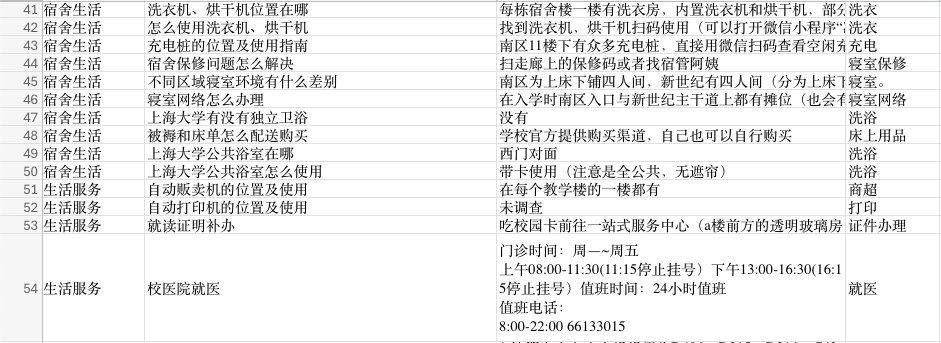 41 宿舍生活 洗衣机、烘干机位置在哪 每栋宿舍楼一楼有洗衣房，内置洗衣机和烘干机，部分 洗衣
42 宿舍生活 怎么使用洗衣机、烘干机 找到洗衣机，烘干机扫码使用（可以打开微信小程序“ 洗衣
43 宿舍生活 充电桩的位置及使用指南 南区11楼下有众多充电桩，直接用微信扫码查看空闲充 充电
44 宿舍生活 宿舍保修问题怎么解决 扫走廊上的保修码或者找宿管阿姨 寝室保修
45 宿舍生活 不同区域寝室环境有什么差别 南区为上床下铺四人间，新世纪有四人间（分为上床下 寝室。
46 宿舍生活 寝室网络怎么办理 在入学时南区入口与新世纪主干道上都有摊位（也会有 寝室网络
47 宿舍生活 上海大学有没有独立卫浴 没有 洗浴
48 宿舍生活 被褥和床单怎么配送购买 学校官方提供购买渠道，自己也可以自行购买 床上用品
49 宿舍生活 上海大学公共浴室在哪 西门对面 洗浴
50 宿舍生活 上海大学公共浴室怎么使用 带卡使用（注意是全公共，无遮帘） 洗浴
51 生活服务 自动贩卖机的位置及使用 在每个教学楼的一楼都有 商超
52 生活服务 自动打印机的位置及使用 未调查 打印
53 生活服务 就读证明补办 吃校园卡前往一站式服务中心（a楼前方的透明玻璃房 证件办理
门诊时间：周一~周五
上午08:00-11:30(11:15停止挂号）下午13:00-16:30(16:1
54 生活服务 校医院就医 5停止挂号）值班时间：24小时值班 就医
值班电话：
8:00-22:00 66133015